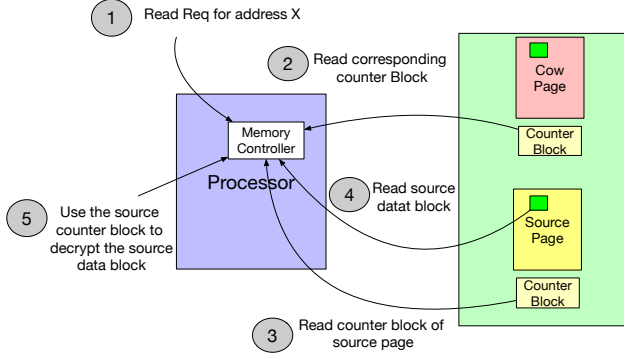 1
Read Req for address X
2
Read corresponding
counter Block
Cow
Page
Counter
Block
Memory
Controller
Processor
4
Read source
datat block
5
Use the source
counter block to
decrypt the source
data block
Source
Page
Counter
Block
3
Read counter block of
source page